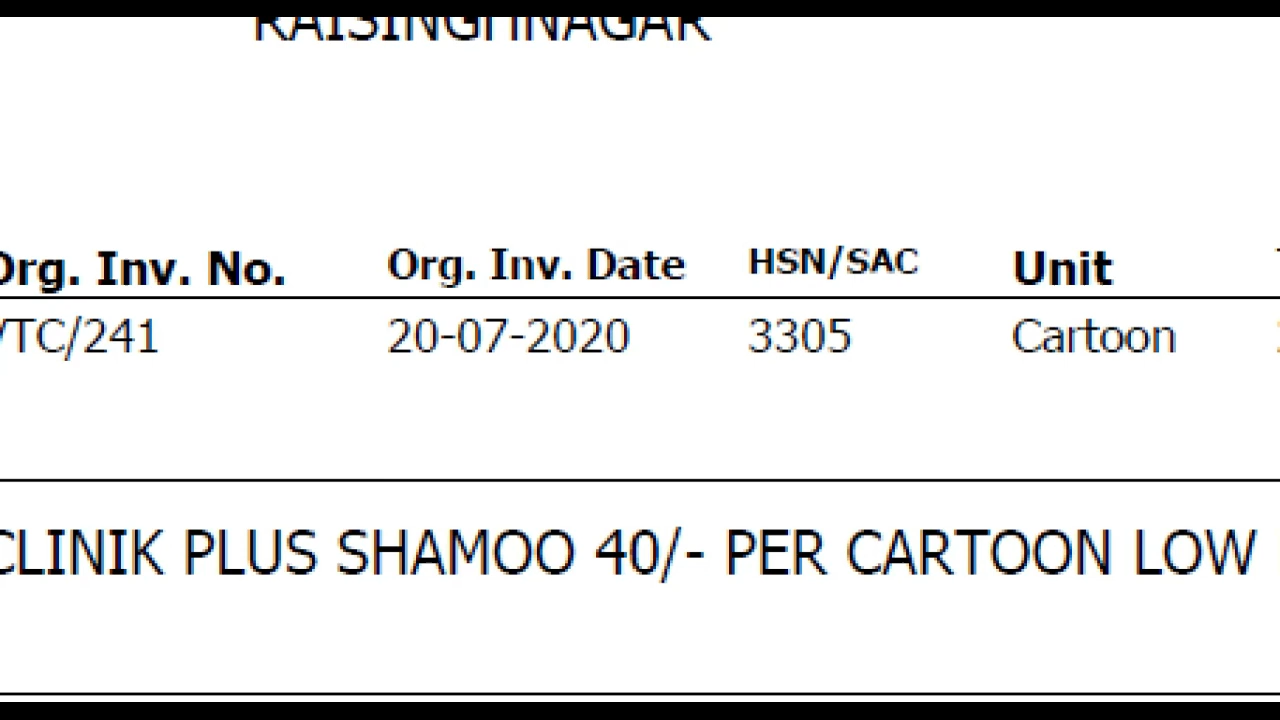 RAISINGHNAGAR
Org. Inv. No. Org. Inv. Date HSN/SAC Unit
VTC/241 20-07-2020 3305 Cartoon
CLINIK PLUS SHAMOO 40/- PER CARTOON LOW